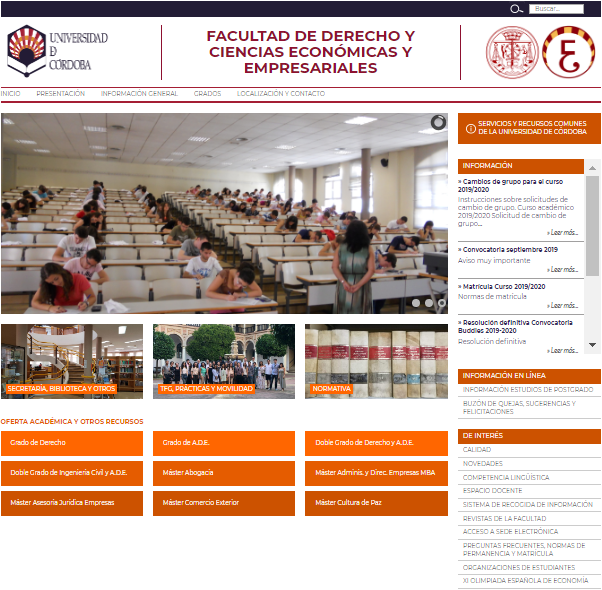 Buscar...
UNIVERSIDAD
DE
CÓRDOBA
FACULTAD DE DERECHO Y
CIENCIAS ECONÓMICAS Y
EMPRESARIALES
INICIO PRESENTACIÓN INFORMACIÓN GENERAL GRADOS LOCALIZACIÓN Y CONTACTO
SERVICIOS Y RECURSOS COMUNES
DE LA UNIVERSIDAD DE CÓRDOBA
INFORMACIÓN
» Cambios de grupo para el curso
2019/2020
Instrucciones sobre solicitudes de
cambio de grupo. Curso académico
2019/2020 Solicitud de cambio de
grupo...
» Leer más...
» Convocatoria septiembre 2019
Aviso muy importante
» Leer más...
» Matrícula Curso 2019/2020
Normas de matrícula
» Leer más...
» Resolución definitiva Convocatoria
Buddies 2019-2020
Resolución definitiva
» Leer más...
SECRETARÍA, BIBLIOTECA Y OTROS
TFG, PRÁCTICAS Y MOVILIDAD
NORMATIVA
OFERTA ACADÉMICA Y OTROS RECURSOS
Grado de Derecho
Grado de A.D.E.
Doble Grado de Derecho y A.D.E.
Doble Grado de Ingeniería Civil y A.D.E.
Máster Abogacía
Máster Adminis. y Direc. Empresas MBA
Máster Asesoría Jurídica Empresas
Máster Comercio Exterior
Máster Cultura de Paz
INFORMACIÓN EN LÍNEA
INFORMACIÓN ESTUDIOS DE POSTGRADO
BUZÓN DE QUEJAS, SUGERENCIAS Y
FELICITACIONES
DE INTERÉS
CALIDAD
NOVEDADES
COMPETENCIA LINGÜÍSTICA
ESPACIO DOCENTE
SISTEMA DE RECOGIDA DE INFORMACIÓN
REVISTAS DE LA FACULTAD
ACCESO A SEDE ELECTRÓNICA
PREGUNTAS FRECUENTES, NORMAS DE
PERMANENCIA Y MATRÍCULA
ORGANIZACIONES DE ESTUDIANTES
XI OLIMPIADA ESPAÑOLA DE ECONOMÍA